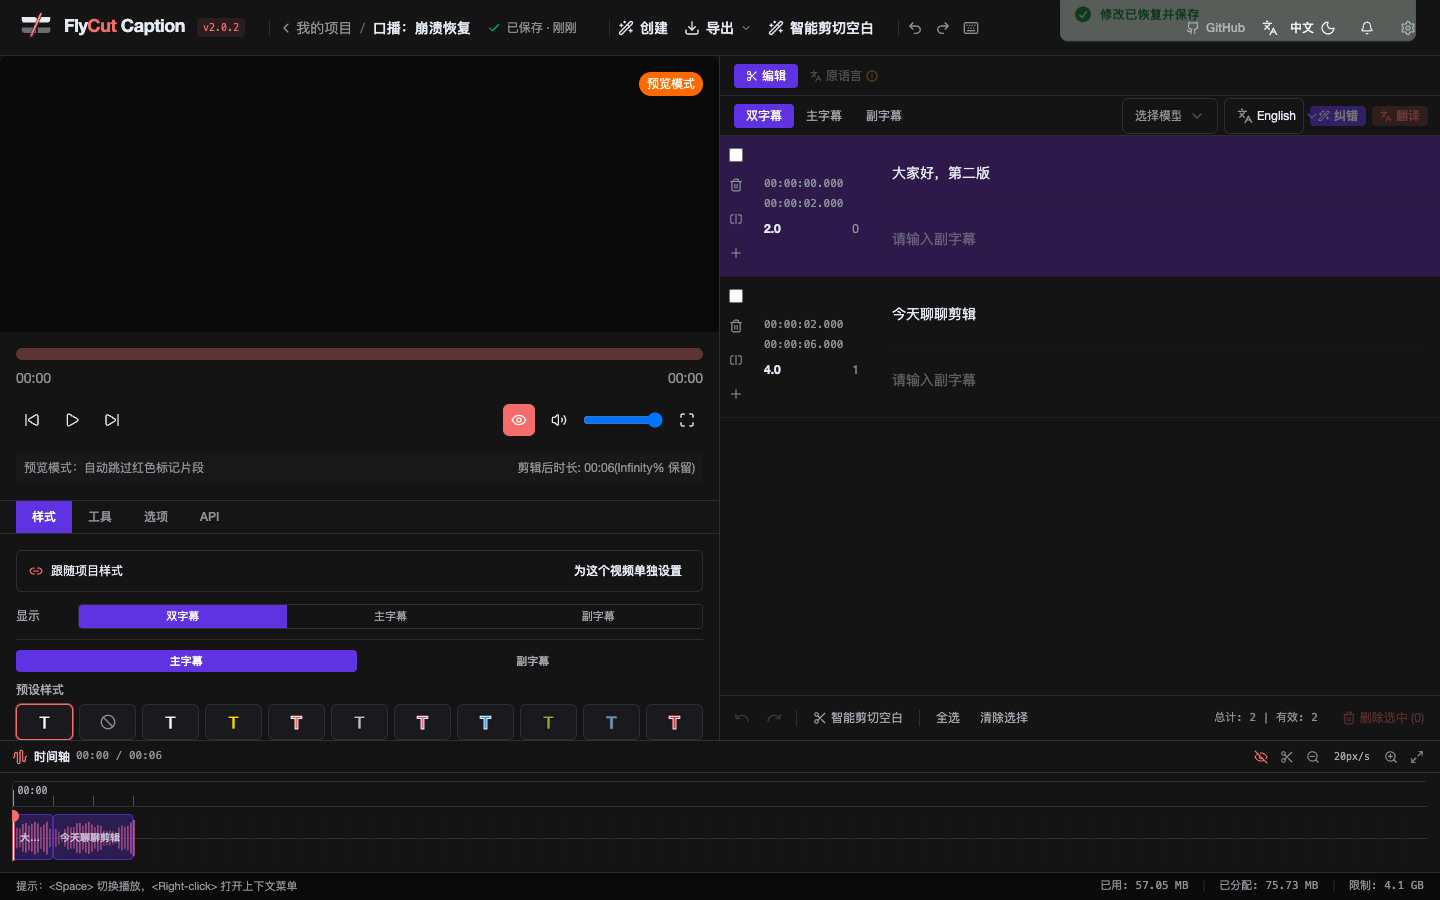 FlyCut Caption v2.0.2 我的项目 / 口播：崩溃恢复 已保存 · 刚刚 创建 导出 智能剪切空白
修改已恢复并保存
GitHub 中文
预览模式
00:00 00:00
预览模式：自动跳过红色标记片段 剪辑后时长: 00:06(Infinity% 保留)
样式 工具 选项 API
跟随项目样式 为这个视频单独设置
显示 双字幕 主字幕 副字幕
主字幕 副字幕
预设样式
T T T T T T T T T T
编辑 原语言
双字幕 主字幕 副字幕 选择模型 English 纠错 翻译
00:00:00.000
00:00:02.000
2.0 0
大家好，第二版
请输入副字幕
00:00:02.000
00:00:06.000
4.0 1
今天聊聊剪辑
请输入副字幕
智能剪切空白 全选 清除选择 总计: 2 | 有效: 2 删除选中 (0)
时间轴 00:00 / 00:06 20px/s
00:00
大... 今天聊聊剪辑
提示：<Space> 切换播放，<Right-click> 打开上下文菜单 已用: 57.05 MB 已分配: 75.73 MB 限制: 4.1 GB